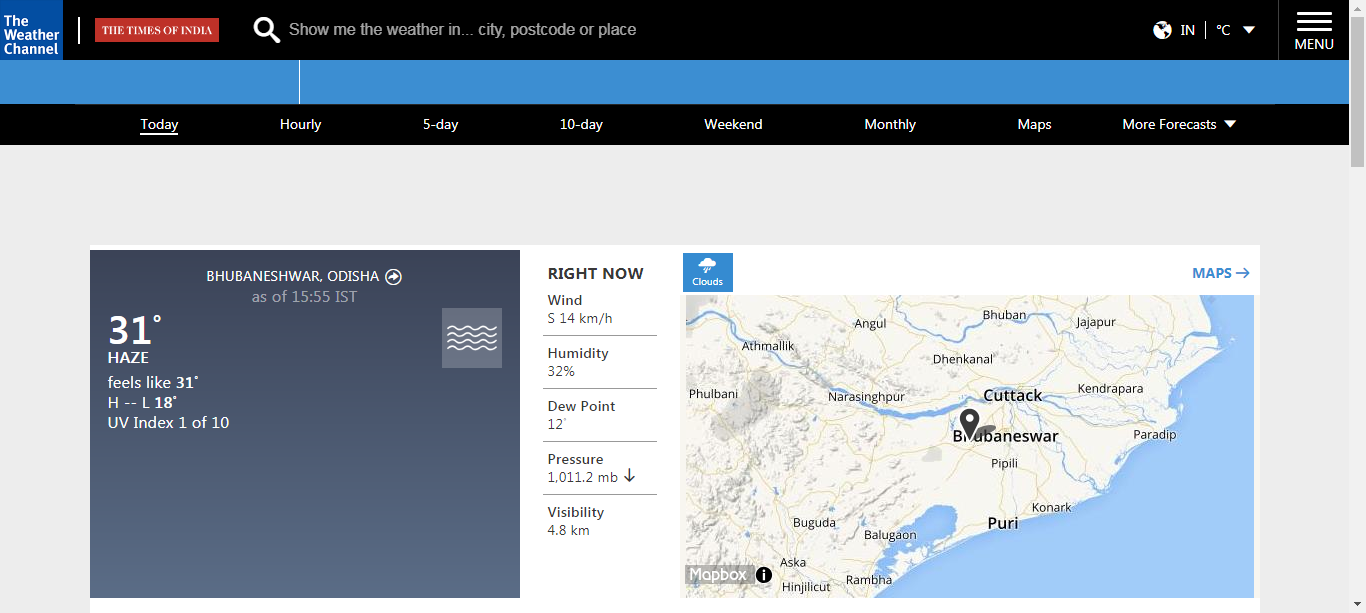 The
Weather
Channel
THE TIMES OF INDIA
Show me the weather in... city, postcode or place
IN
°C
MENU
Today
Hourly
5-day
10-day
Weekend
Monthly
Maps
More Forecasts
BHUBANESHWAR, ODISHA
as of 15:55 IST
31°
HAZE
feels like 31°
H -- L 18°
UV Index 1 of 10
RIGHT NOW
Wind
S 14 km/h
Humidity
32%
Dew Point
12°
Pressure
1,011.2 mb ↓
Visibility
4.8 km
Clouds
MAPS →
Angul
Bhuban
Jajapur
Athmallik
Dhenkanal
Phulbani
Narasinghpur
Cuttack
Kendrapara
Bhubaneswar
Paradip
Pipili
Konark
Buguda
Puri
Balugaon
Aska
Mapbox
Hinjilicut
Rambha